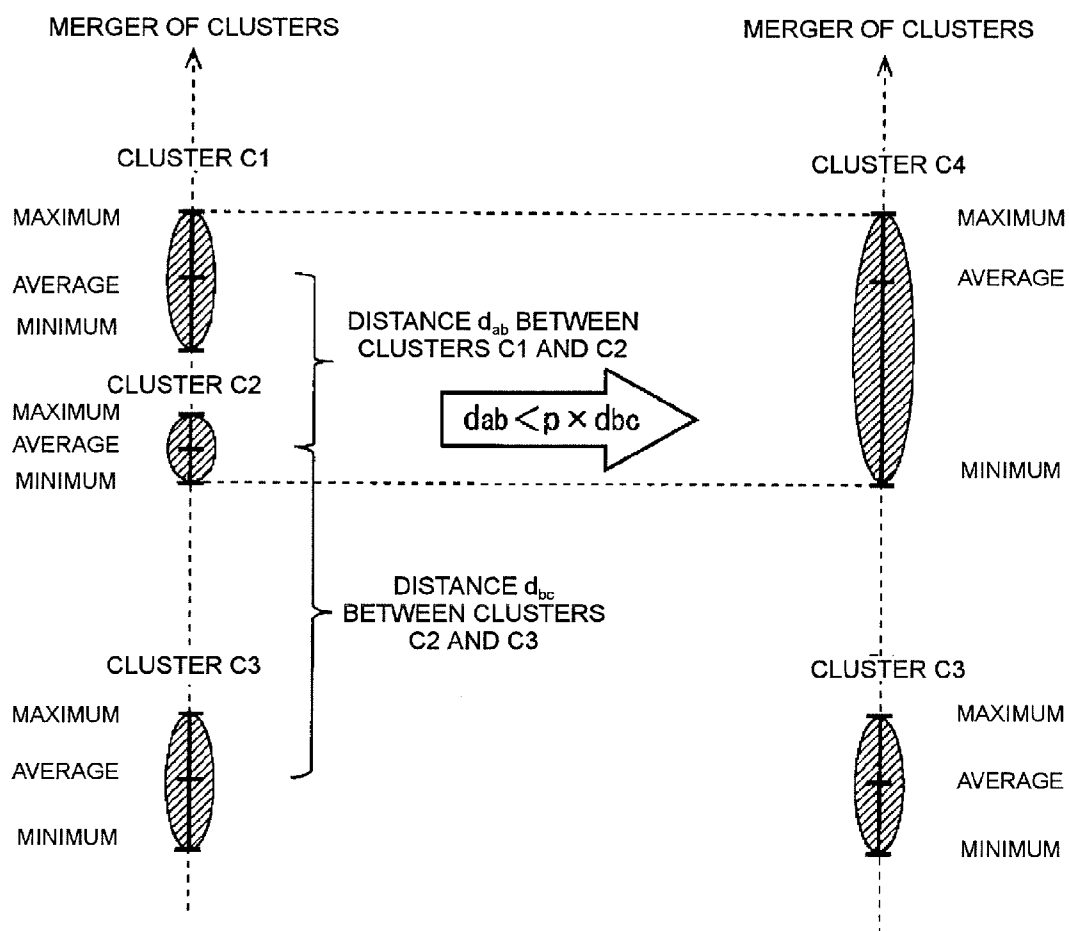 MERGER OF CLUSTERS
MERGER OF CLUSTERS
CLUSTER C1
MAXIMUM
AVERAGE
MINIMUM
CLUSTER C2
MAXIMUM
AVERAGE
MINIMUM
CLUSTER C3
MAXIMUM
AVERAGE
MINIMUM
DISTANCE dab BETWEEN
CLUSTERS C1 AND C2
dab<p×dbc
DISTANCE dbc
BETWEEN CLUSTERS
C2 AND C3
CLUSTER C4
MAXIMUM
AVERAGE
MINIMUM
CLUSTER C3
MAXIMUM
AVERAGE
MINIMUM